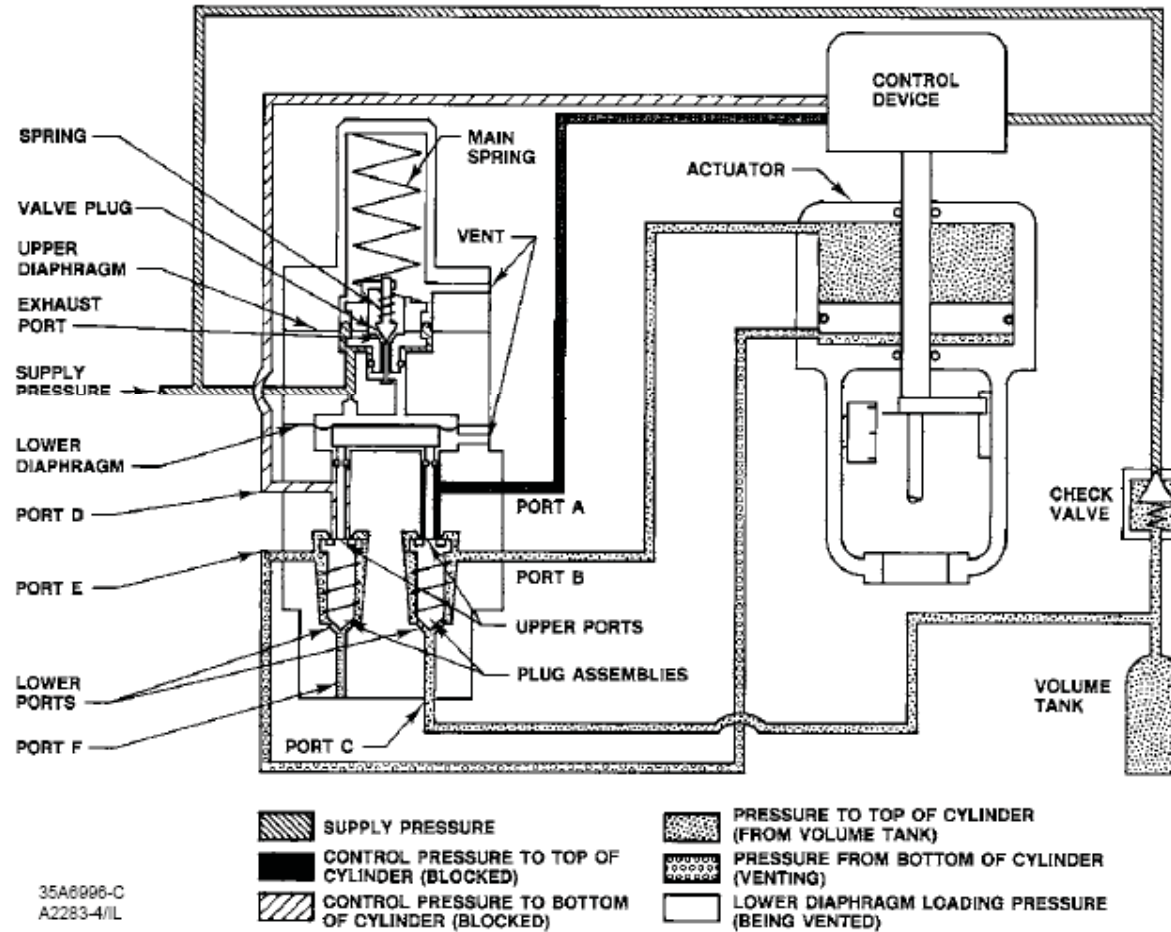 CONTROL
DEVICE
SPRING
MAIN
SPRING
ACTUATOR
VALVE PLUG
UPPER
DIAPHRAGM
VENT
EXHAUST
PORT
SUPPLY
PRESSURE
LOWER
DIAPHRAGM
PORT D
PORT A
CHECK
VALVE
PORT E
PORT B
UPPER PORTS
PLUG ASSEMBLIES
LOWER
PORTS
VOLUME
TANK
PORT F
PORT C
SUPPLY PRESSURE
CONTROL PRESSURE TO TOP OF
CYLINDER (BLOCKED)
CONTROL PRESSURE TO BOTTOM
OF CYLINDER (BLOCKED)
PRESSURE TO TOP OF CYLINDER
(FROM VOLUME TANK)
PRESSURE FROM BOTTOM OF CYLINDER
(VENTING)
LOWER DIAPHRAGM LOADING PRESSURE
(BEING VENTED)
35A6996-C
A2283-4/IL